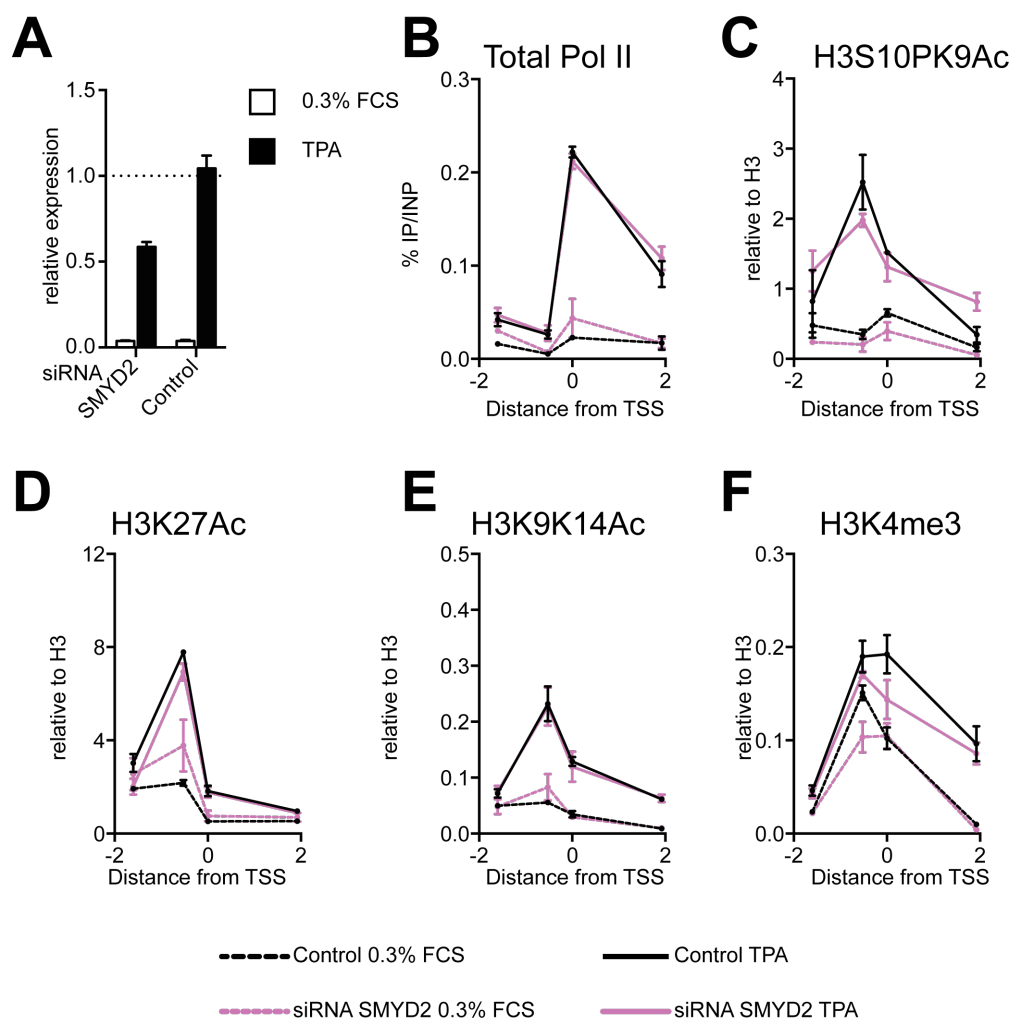 A
relative expression
1.5
1.0
0.5
0.0
siRNA
SMYD2
Control
0.3% FCS
TPA
B
Total Pol II
% IP/INP
0.3
0.2
0.1
0.0
-2
0
2
Distance from TSS
C
H3S10PK9Ac
relative to H3
4
3
2
1
0
-2
0
2
Distance from TSS
D
H3K27Ac
relative to H3
12
8
4
0
-2
0
2
Distance from TSS
E
H3K9K14Ac
relative to H3
0.5
0.4
0.3
0.2
0.1
0.0
-2
0
2
Distance from TSS
F
H3K4me3
relative to H3
0.3
0.2
0.1
0.0
-2
0
2
Distance from TSS
Control 0.3% FCS
Control TPA
siRNA SMYD2 0.3% FCS
siRNA SMYD2 TPA